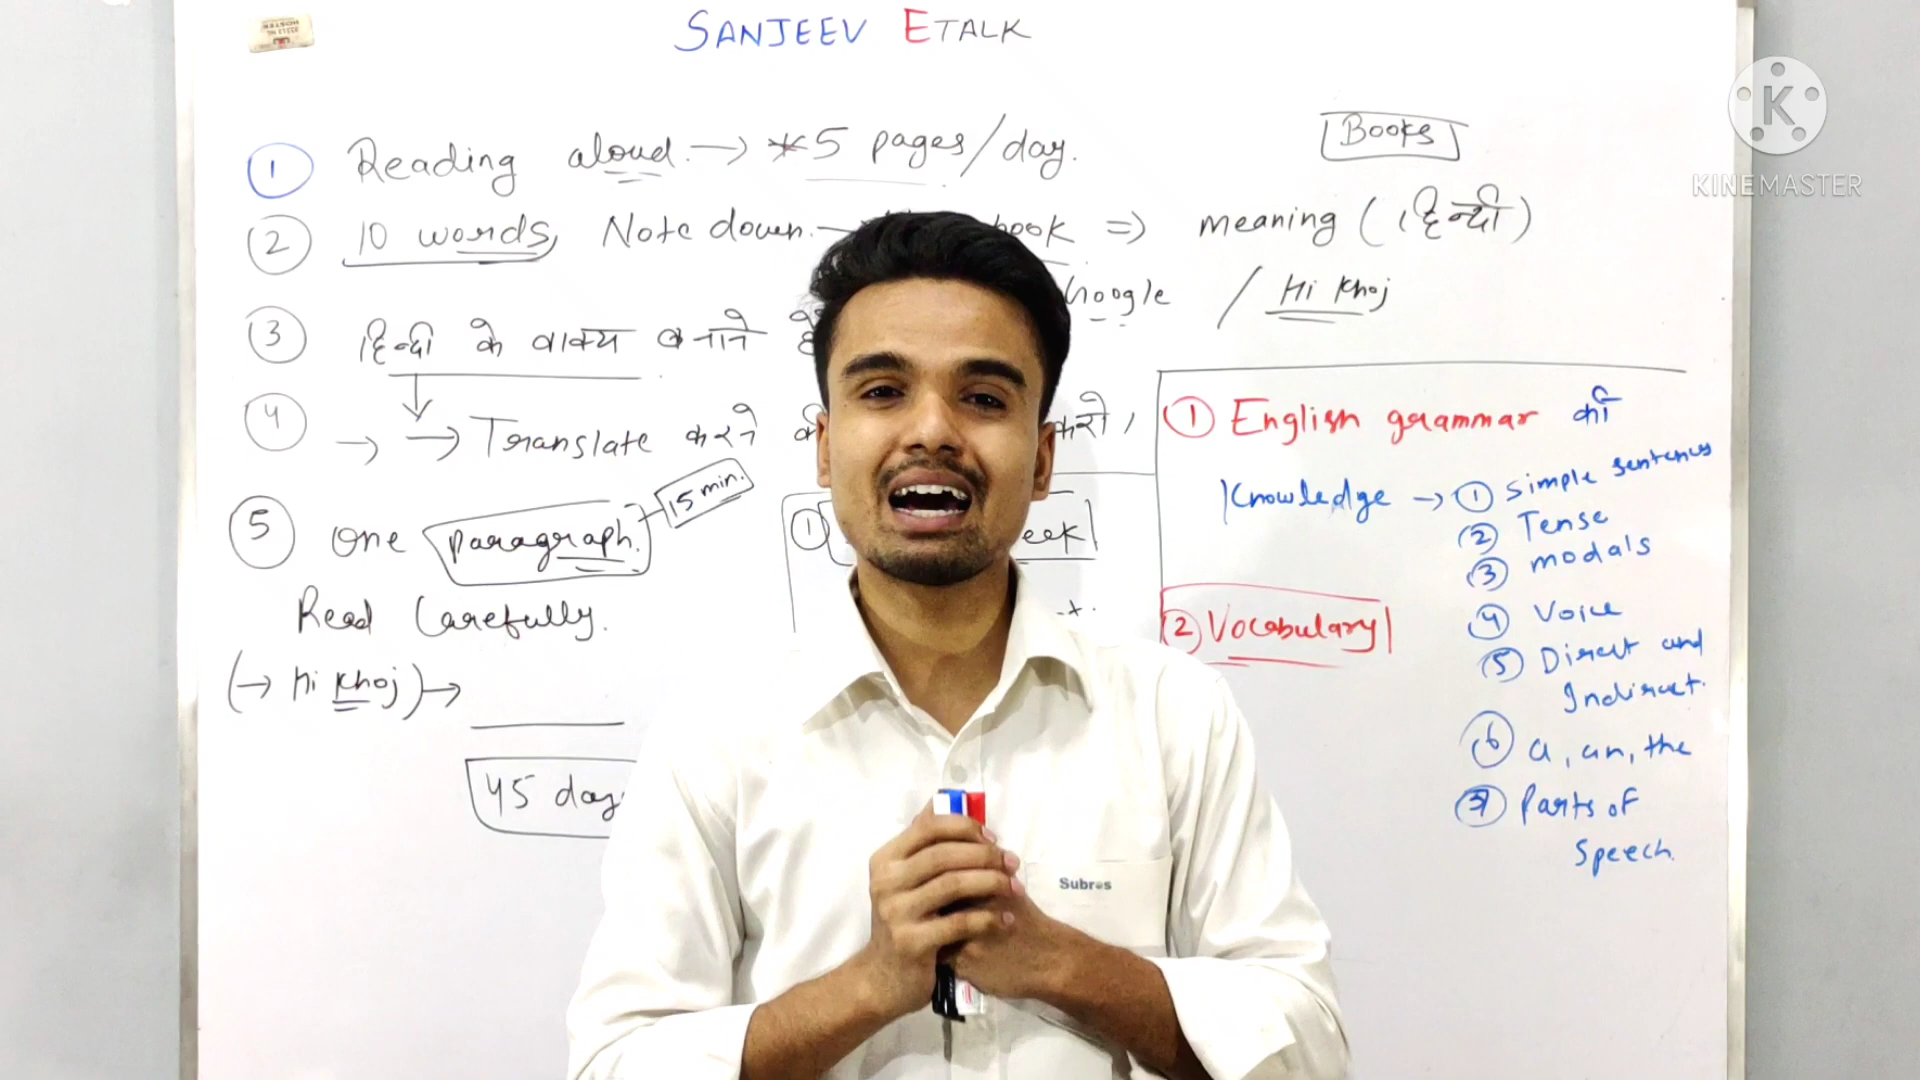 SANJEEV ETALK
KINEMASTER
Books
1 Reading aloud. → *5 pages/day.
2 10 words, Note down. book ⇒ meaning (हिन्दी)
Google / Hi Khoj
3 हिन्दी के वाक्य बनाने
4 → → Translate करने करो,
5 One paragraph. 15 min.
Read Carefully.
(→ Hi Khoj) →
45 day
1 eek
1 English grammar की
Knowledge → 1 Simple sentences
2 Tense
3 modals
4 Voice
5 Direct and
Indirect.
6 a, an, the
7 Parts of
Speech.
2 Vocabulary
Subros